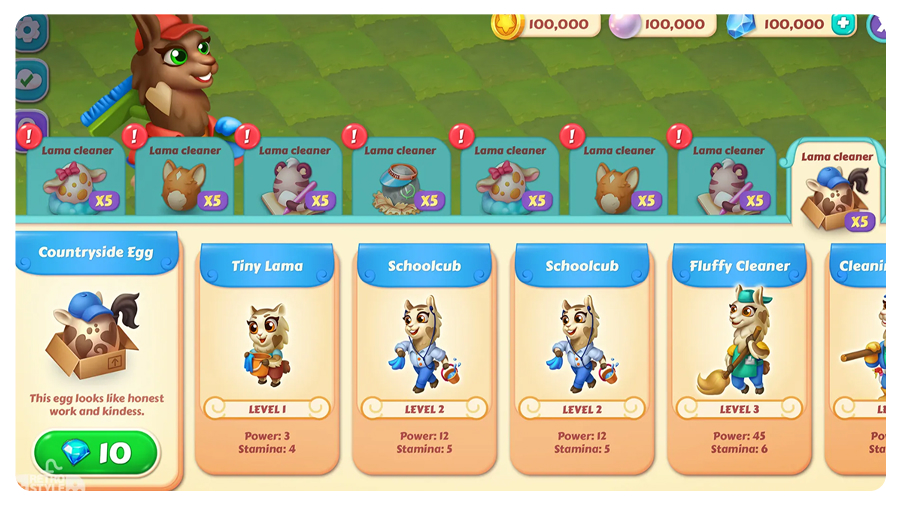 100,000
100,000
100,000
!
Lama cleaner
X5
!
Lama cleaner
X5
!
Lama cleaner
X5
!
Lama cleaner
X5
!
Lama cleaner
X5
!
Lama cleaner
X5
!
Lama cleaner
X5
Lama cleaner
X5
Countryside Egg
This egg looks like honest
work and kindess.
10
Tiny Lama
LEVEL 1
Power: 3
Stamina: 4
Schoolcub
LEVEL 2
Power: 12
Stamina: 5
Schoolcub
LEVEL 2
Power: 12
Stamina: 5
Fluffy Cleaner
LEVEL 3
Power: 45
Stamina: 6